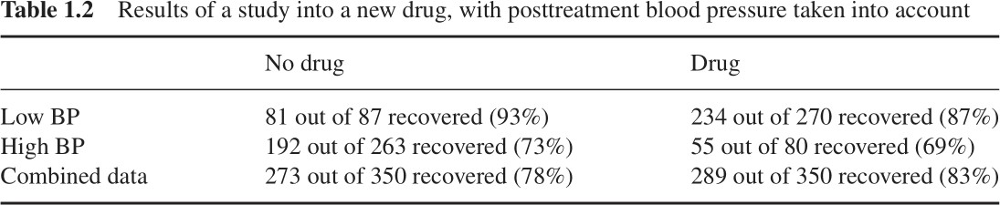 Table 1.2 Results of a study into a new drug, with posttreatment blood pressure taken into account
No drug Drug
Low BP 81 out of 87 recovered (93%) 234 out of 270 recovered (87%)
High BP 192 out of 263 recovered (73%) 55 out of 80 recovered (69%)
Combined data 273 out of 350 recovered (78%) 289 out of 350 recovered (83%)